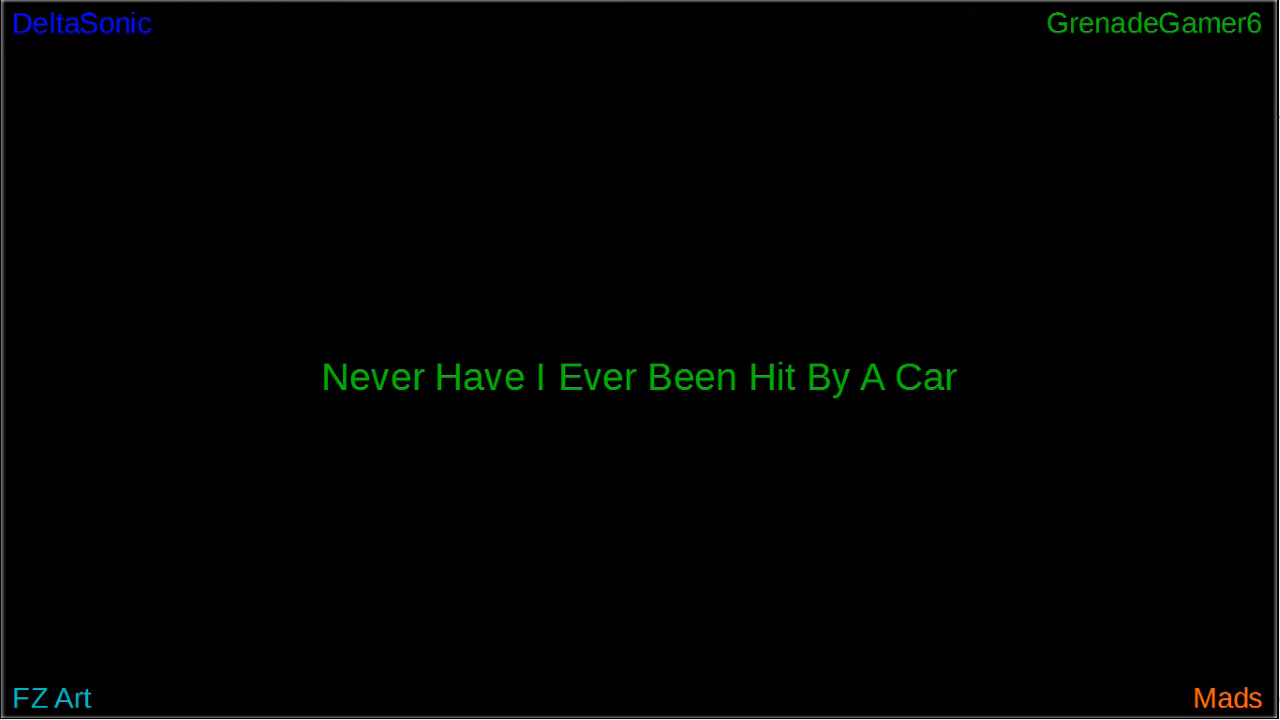 DeltaSonic
GrenadeGamer6
Never Have I Ever Been Hit By A Car
FZ Art
Mads